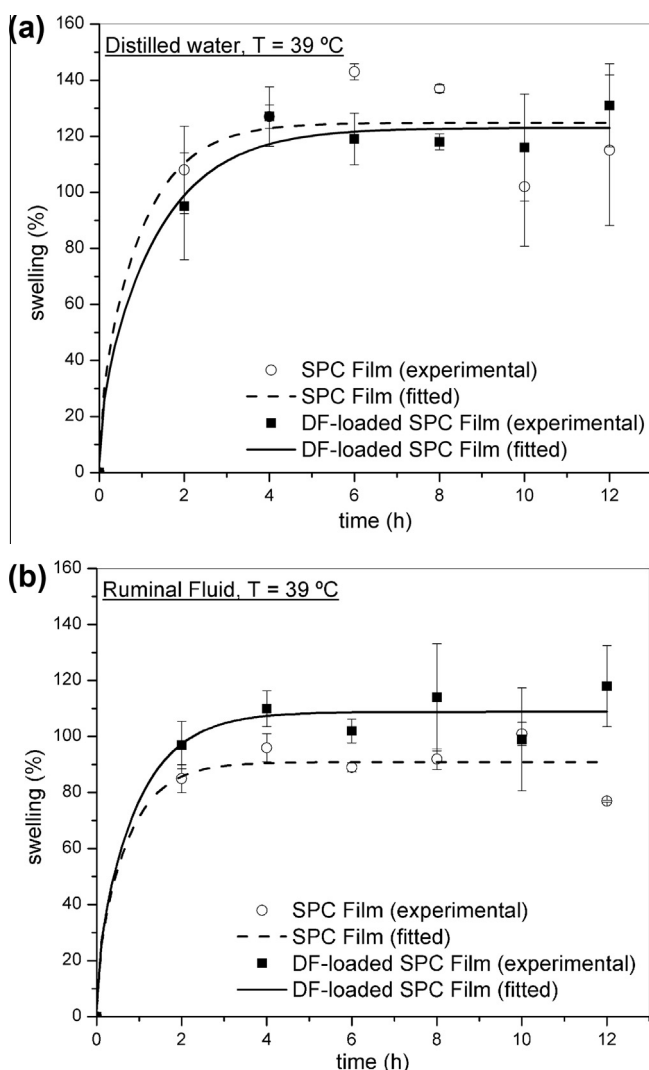 (a)
Distilled water, T = 39 ºC
160
140
120
100
80
60
40
20
0
swelling (%)
SPC Film (experimental)
SPC Film (fitted)
DF-loaded SPC Film (experimental)
DF-loaded SPC Film (fitted)
0 2 4 6 8 10 12
time (h)
(b)
Ruminal Fluid, T = 39 ºC
160
140
120
100
80
60
40
20
0
swelling (%)
SPC Film (experimental)
SPC Film (fitted)
DF-loaded SPC Film (experimental)
DF-loaded SPC Film (fitted)
0 2 4 6 8 10 12
time (h)